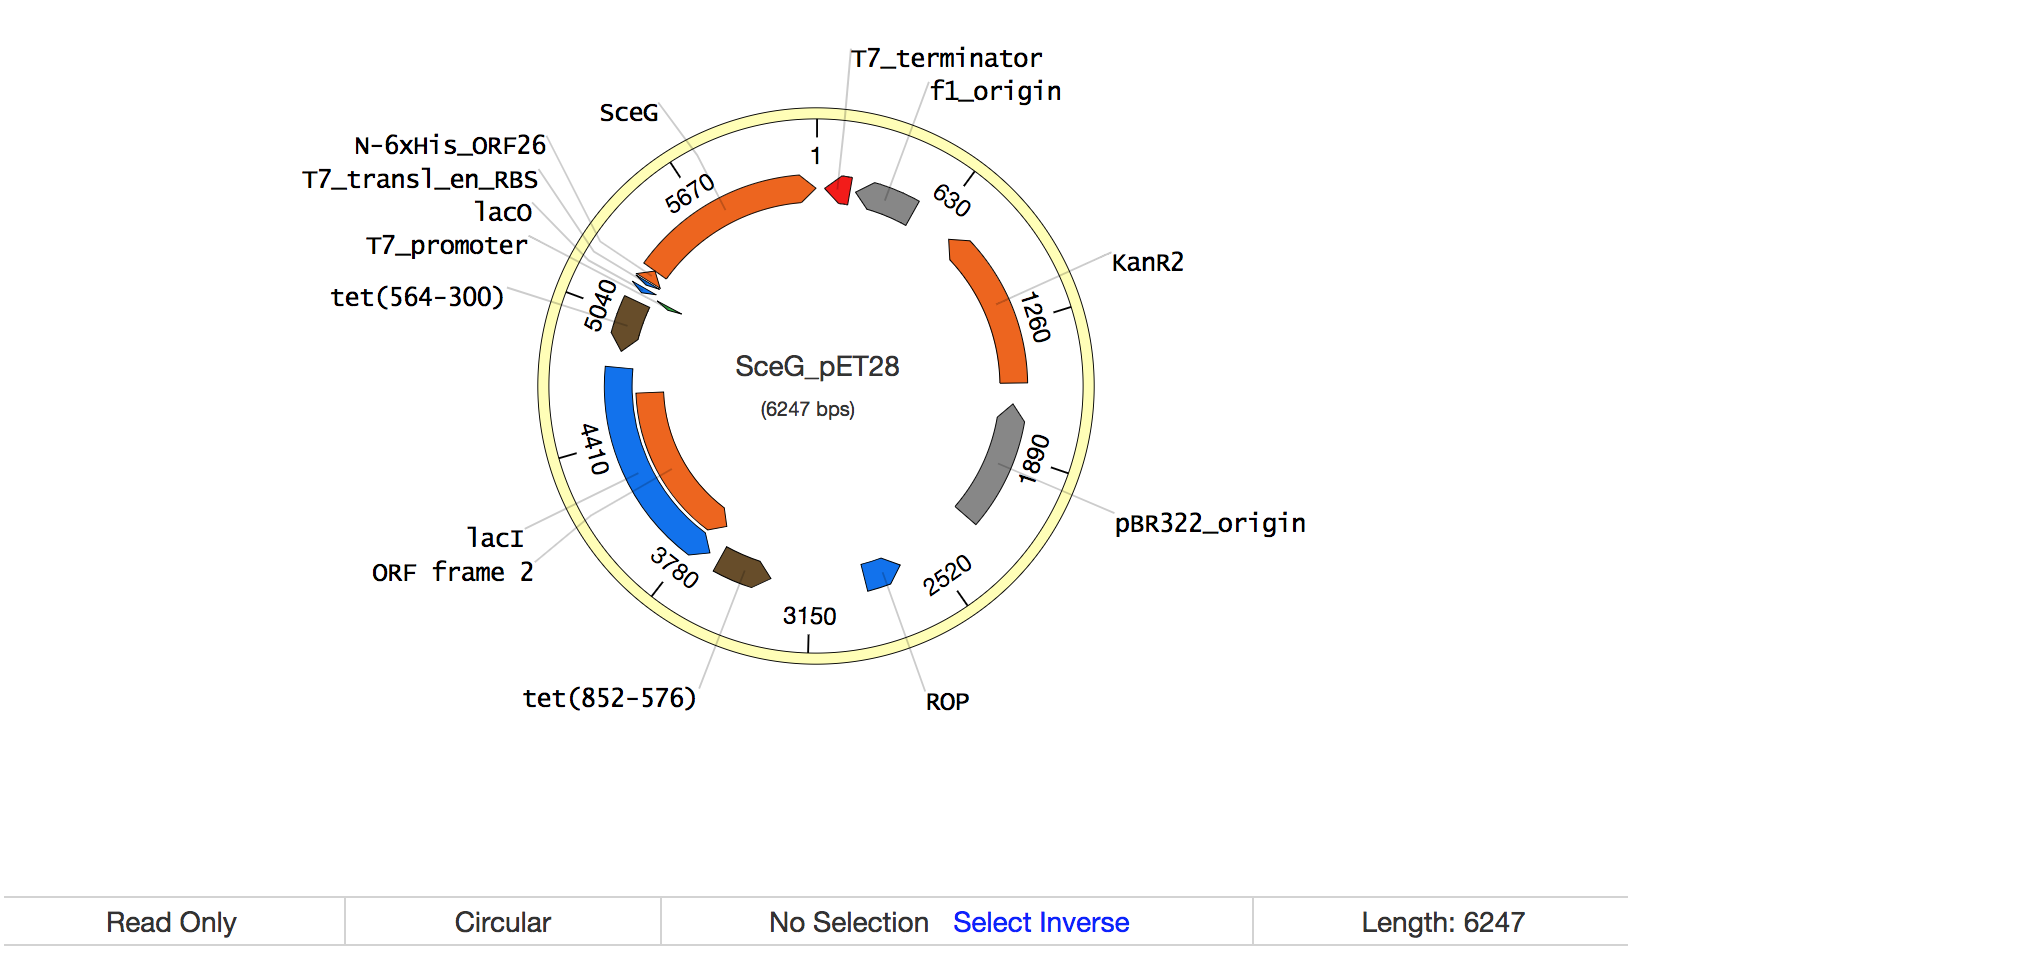 T7_terminator
f1_origin
SceG
N-6xHis_ORF26
T7_transl_en_RBS
lacO
T7_promoter
tet(564-300)
KanR2
1
630
1260
1890
2520
3150
3780
4410
5040
5670
SceG_pET28
(6247 bps)
lacI
ORF frame 2
pBR322_origin
tet(852-576)
ROP
Read Only
Circular
No Selection Select Inverse
Length: 6247